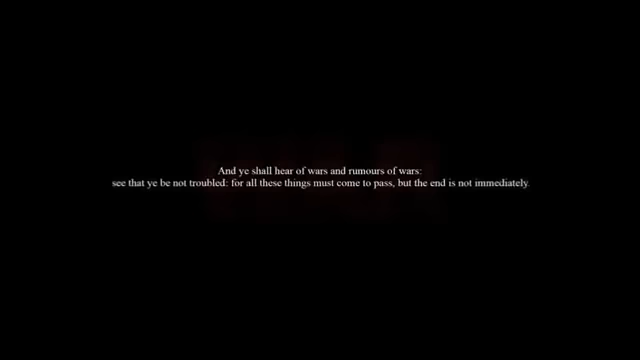 And ye shall hear of wars and rumours of wars:
see that ye be not troubled: for all these things must come to pass, but the end is not immediately.